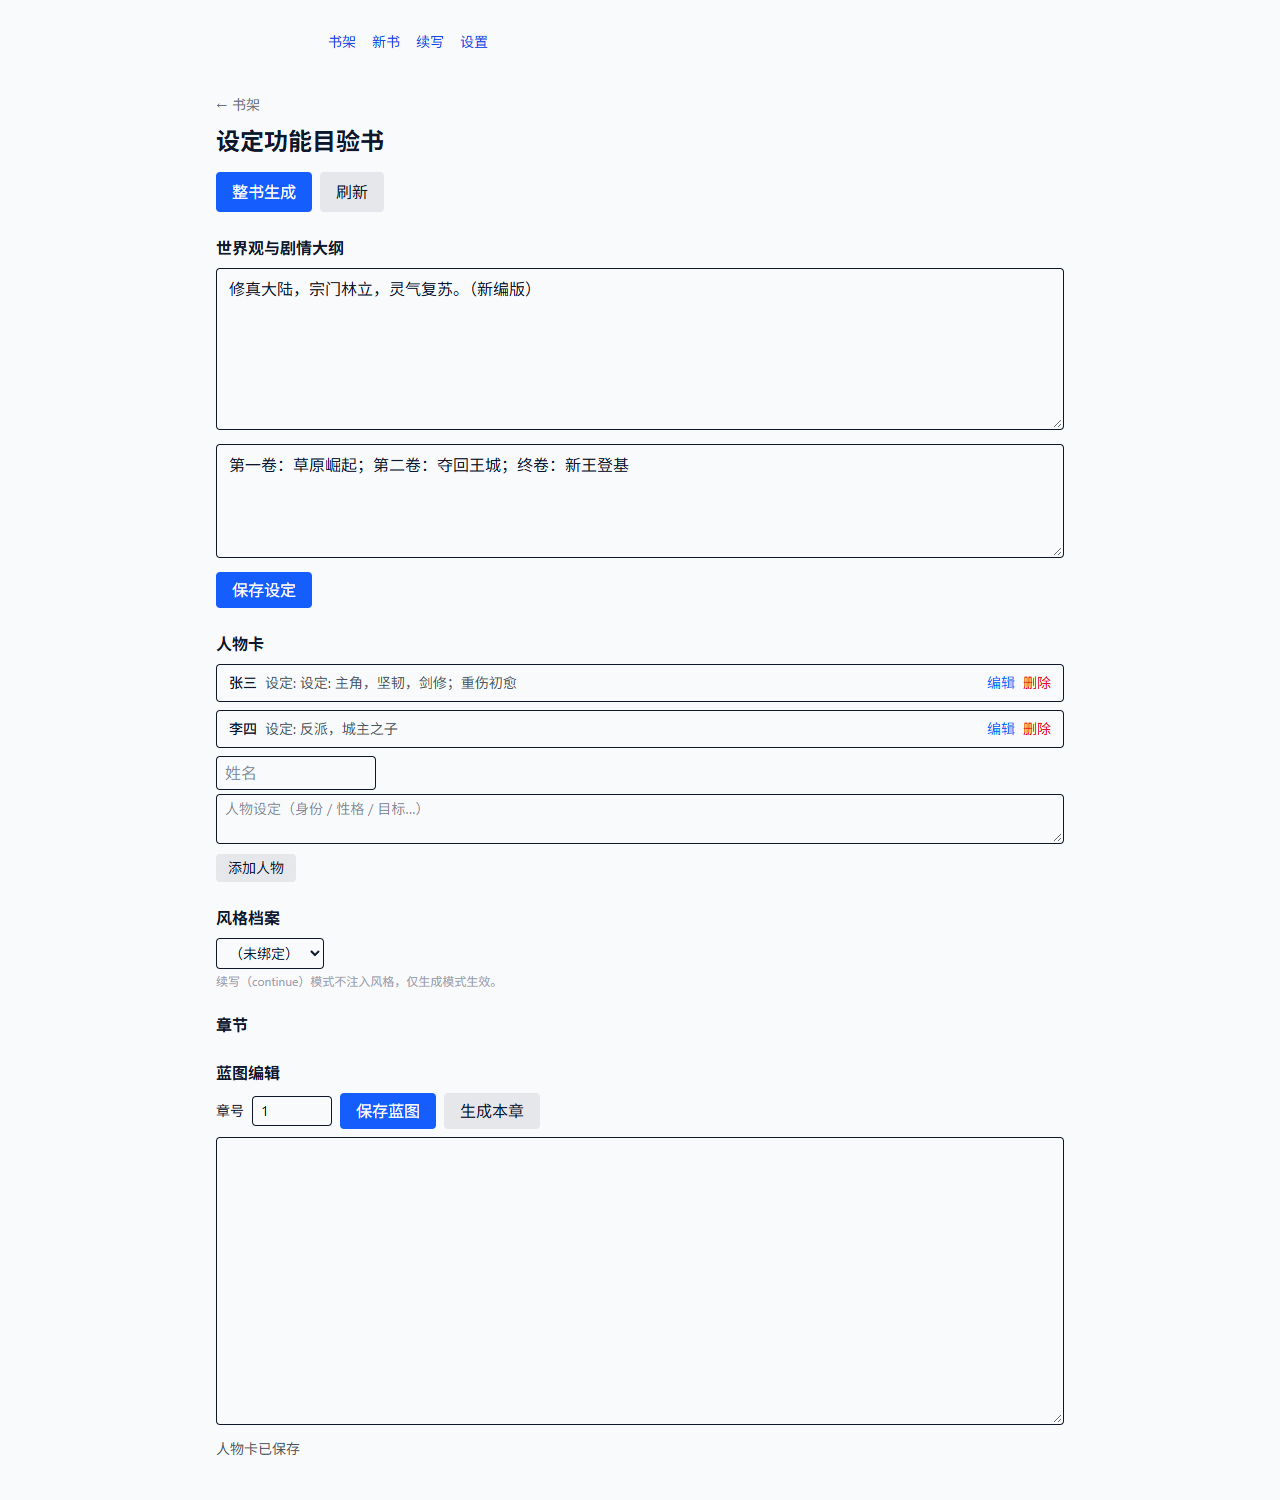 书架 新书 续写 设置
← 书架
设定功能目验书
整书生成 刷新
世界观与剧情大纲
修真大陆，宗门林立，灵气复苏。（新编版）
第一卷：草原崛起；第二卷：夺回王城；终卷：新王登基
保存设定
人物卡
张三 设定: 设定: 主角，坚韧，剑修；重伤初愈 编辑 删除
李四 设定: 反派，城主之子 编辑 删除
姓名
人物设定（身份 / 性格 / 目标…）
添加人物
风格档案
（未绑定）
续写（continue）模式不注入风格，仅生成模式生效。
章节
蓝图编辑
章号 1 保存蓝图 生成本章
人物卡已保存